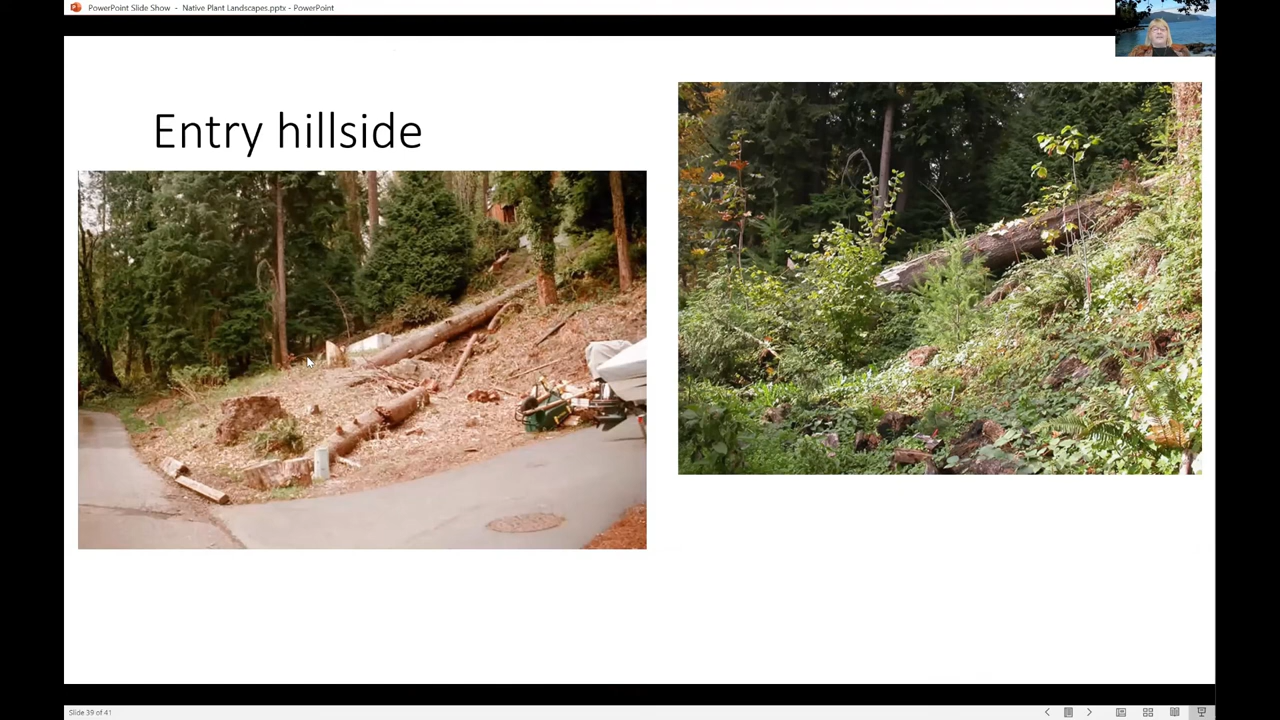 PowerPoint Slide Show - Native Plant Landscapes.pptx - PowerPoint
Entry hillside
Slide 39 of 41